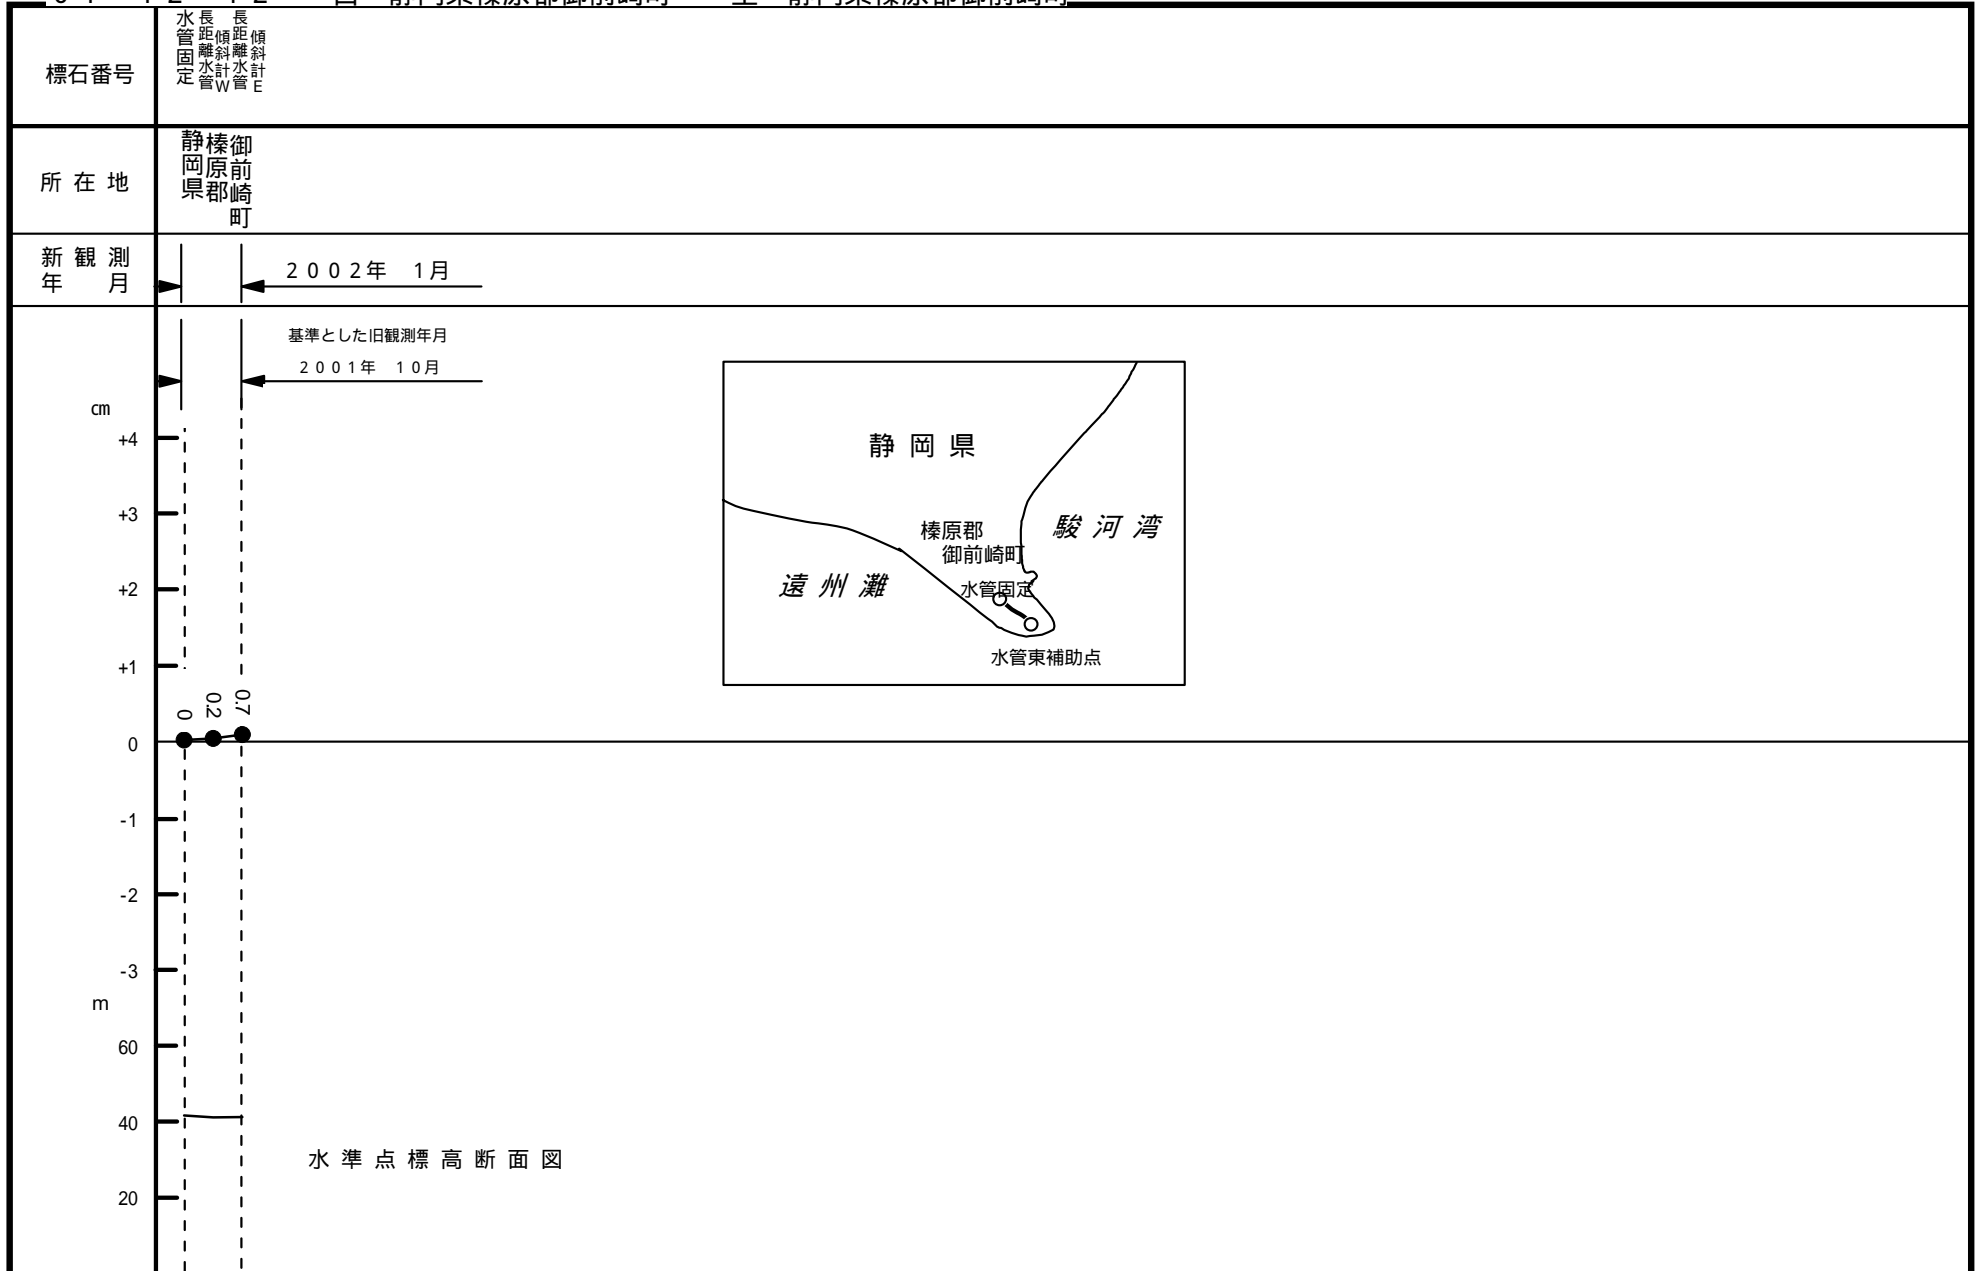 標石番号
水管固定
長距離水管
傾斜計W
長距離水管
傾斜計E
所在地
静岡県
榛原郡
御前崎町
新観測
年 月
2002年 1月
基準とした旧観測年月
2001年 10月
cm
+4
+3
+2
+1
0
-1
-2
-3
m
60
40
20
0
0.2
0.7
静岡県
榛原郡
御前崎町
駿河湾
遠州灘
水管固定
水管東補助点
水準点標高断面図